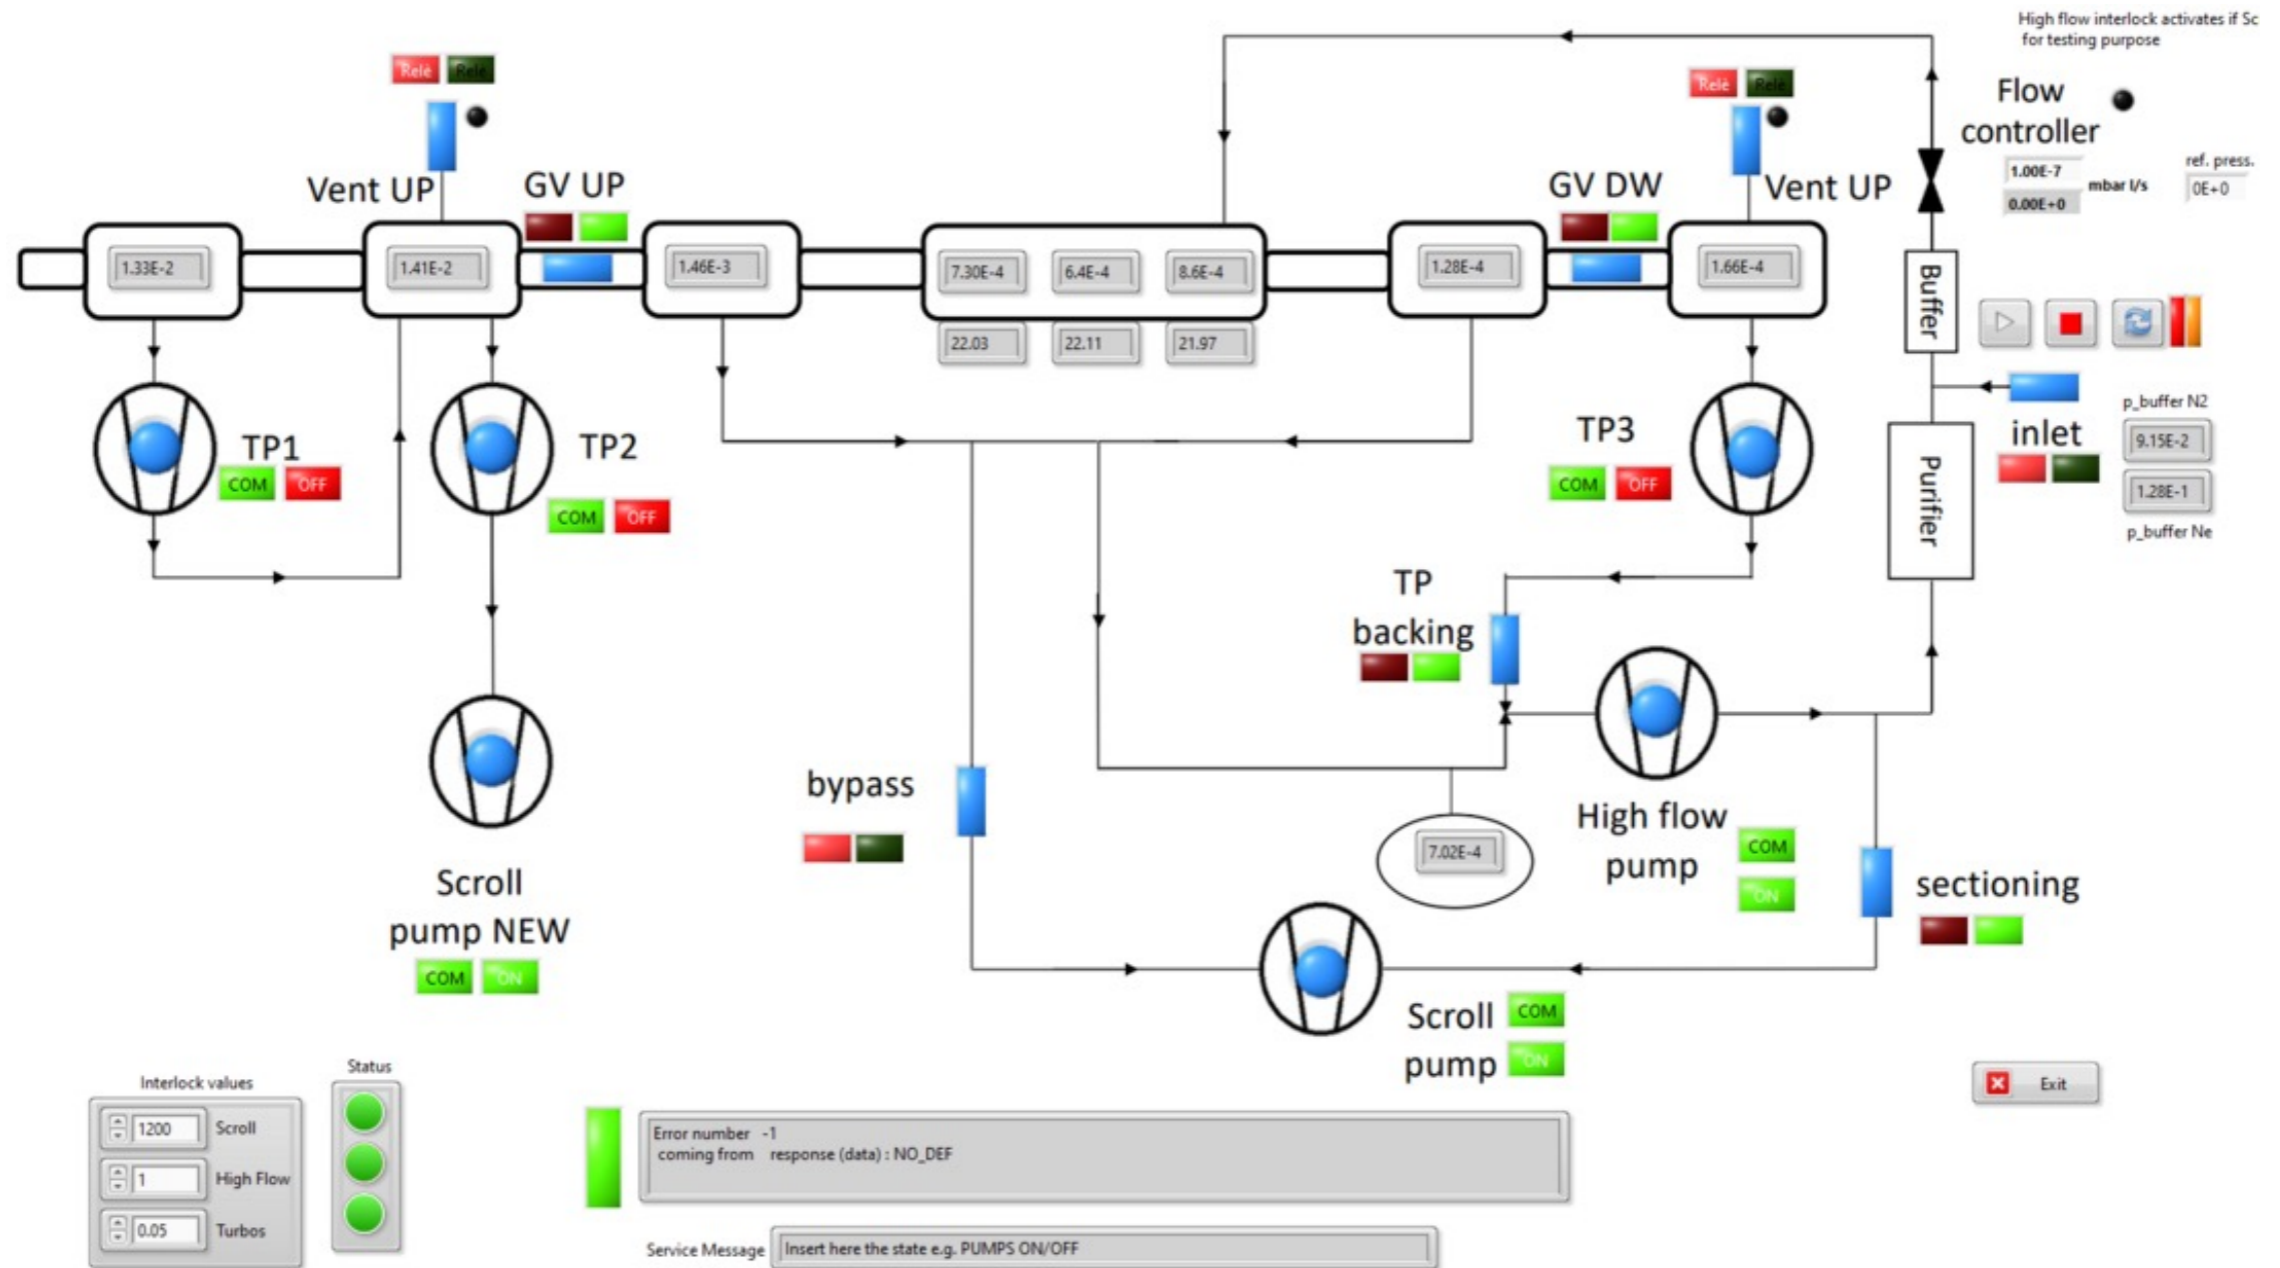 High flow interlock activates if Sc
for testing purpose
Relè Relè
Relè Relè
Flow
controller
1.00E-7
mbar l/s
0.00E+0
ref. press.
0E+0
Vent UP
GV UP
GV DW
Vent UP
1.33E-2
1.41E-2
1.46E-3
7.30E-4
6.4E-4
8.6E-4
1.28E-4
1.66E-4
22.03
22.11
21.97
Buffer
p_buffer N2
9.15E-2
inlet
1.28E-1
p_buffer Ne
Purifier
TP1
COM OFF
TP2
COM OFF
TP3
COM OFF
TP
backing
bypass
High flow
pump
COM
ON
7.02E-4
sectioning
Scroll
pump NEW
COM ON
Scroll
pump
COM
ON
Interlock values
Status
1200 Scroll
1 High Flow
0.05 Turbos
Error number -1
coming from response (data) : NO_DEF
Service Message Insert here the state e.g. PUMPS ON/OFF
Exit